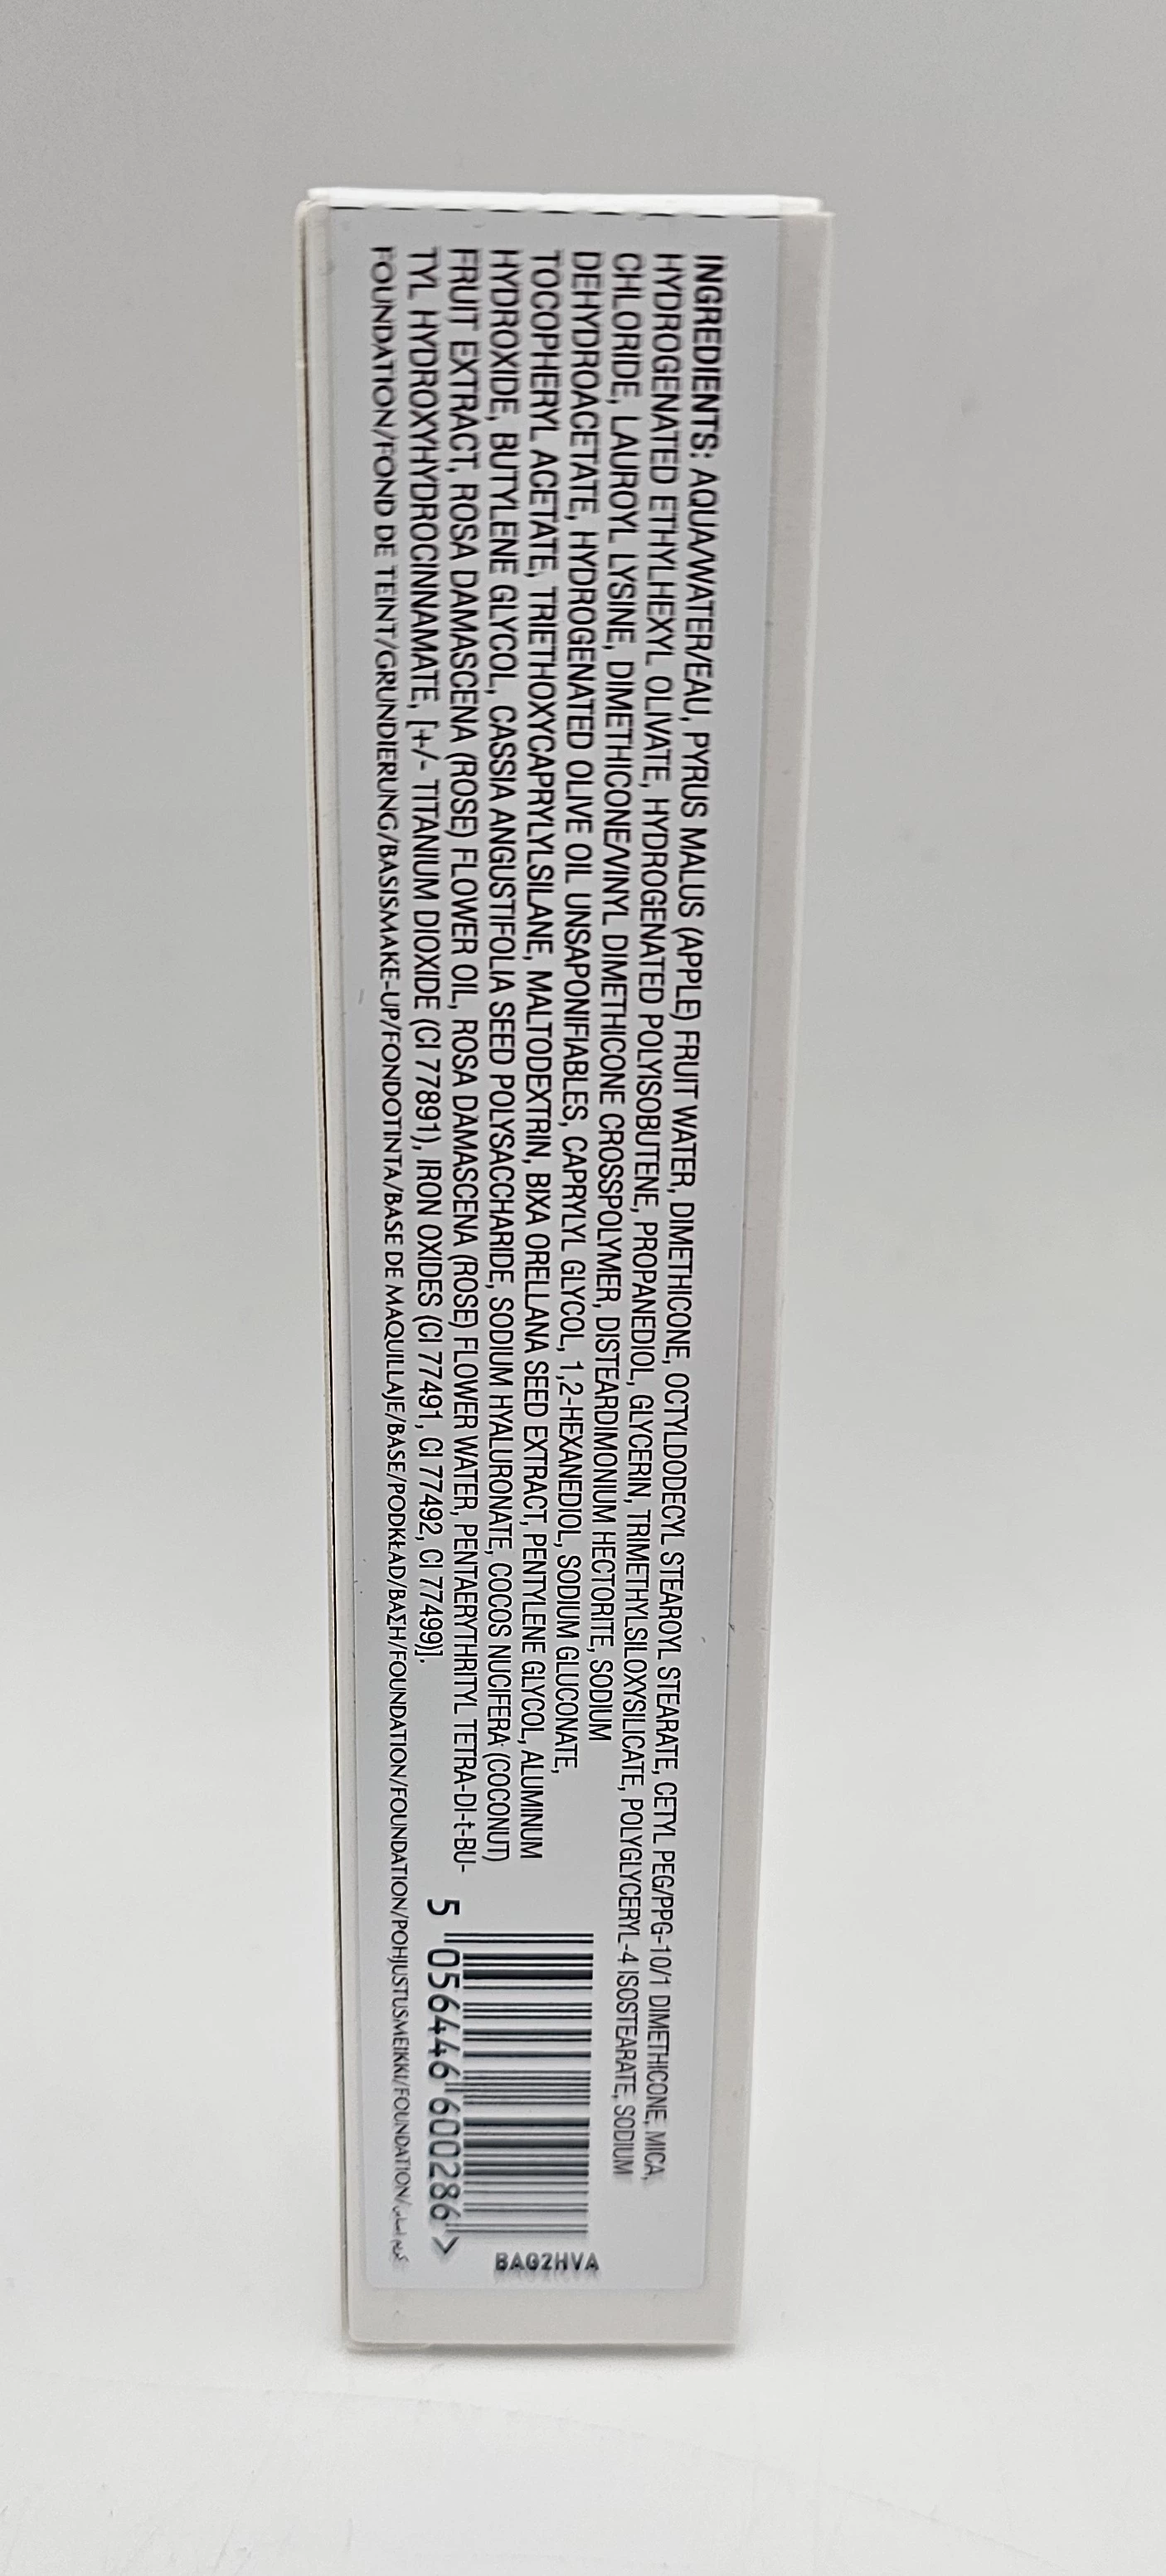 INGREDIENTS: AQUA/WATER/EAU, PYRUS MALUS (APPLE) FRUIT WATER, DIMETHICONE, OCTYLDODECYL STEAROYL STEARATE, CETYL PEG/PPG-10/1 DIMETHICONE, MICA,
HYDROGENATED ETHYLHEXYL OLIVATE, HYDROGENATED POLYISOBUTENE, PROPANEDIOL, GLYCERIN, TRIMETHYLSILOXYSILICATE, POLYGLYCERYL-4 ISOSTEARATE, SODIUM
CHLORIDE, LAUROYL LYSINE, DIMETHICONE/VINYL DIMETHICONE CROSSPOLYMER, DISTEARDIMONIUM HECTORITE, SODIUM
DEHYDROACETATE, HYDROGENATED OLIVE OIL UNSAPONIFIABLES, CAPRYLYL GLYCOL, 1,2-HEXANEDIOL, SODIUM GLUCONATE,
TOCOPHERYL ACETATE, TRIETHOXYCAPRYLYLSILANE, MALTODEXTRIN, BIXA ORELLANA SEED EXTRACT, PENTYLENE GLYCOL, ALUMINUM
HYDROXIDE, BUTYLENE GLYCOL, CASSIA ANGUSTIFOLIA SEED POLYSACCHARIDE, SODIUM HYALURONATE, COCOS NUCIFERA (COCONUT)
FRUIT EXTRACT, ROSA DAMASCENA (ROSE) FLOWER OIL, ROSA DAMASCENA (ROSE) FLOWER WATER, PENTAERYTHRITYL TETRA-DI-t-BU-
TYL HYDROXYHYDROCINNAMATE, [+/- TITANIUM DIOXIDE (CI 77891), IRON OXIDES (CI 77491, CI 77492, CI 77499)].
FOUNDATION/FOND DE TEINT/GRUNDIERUNG/BASISMAKE-UP/FONDOTINTA/BASE DE MAQUILLAJE/BASE/PODKŁAD/ΒΑΣΗ/FOUNDATION/FOUNDATION/POHJUSTUSMEIKKI/FOUNDATION/كريم أساس
BAG2HVA
5 056446 600286 >